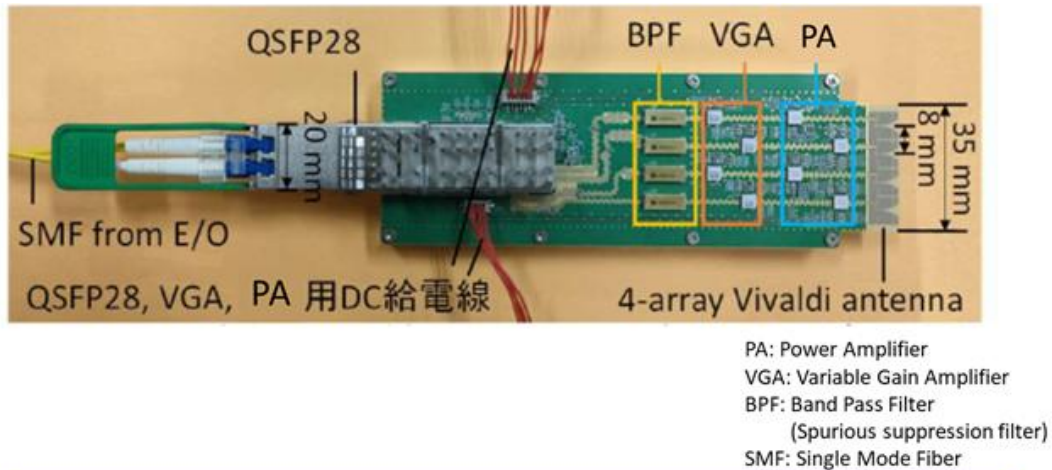 QSFP28
BPF VGA PA
20 mm
8 mm
35 mm
SMF from E/O
QSFP28, VGA, PA 用DC給電線
4-array Vivaldi antenna
PA: Power Amplifier
VGA: Variable Gain Amplifier
BPF: Band Pass Filter
(Spurious suppression filter)
SMF: Single Mode Fiber